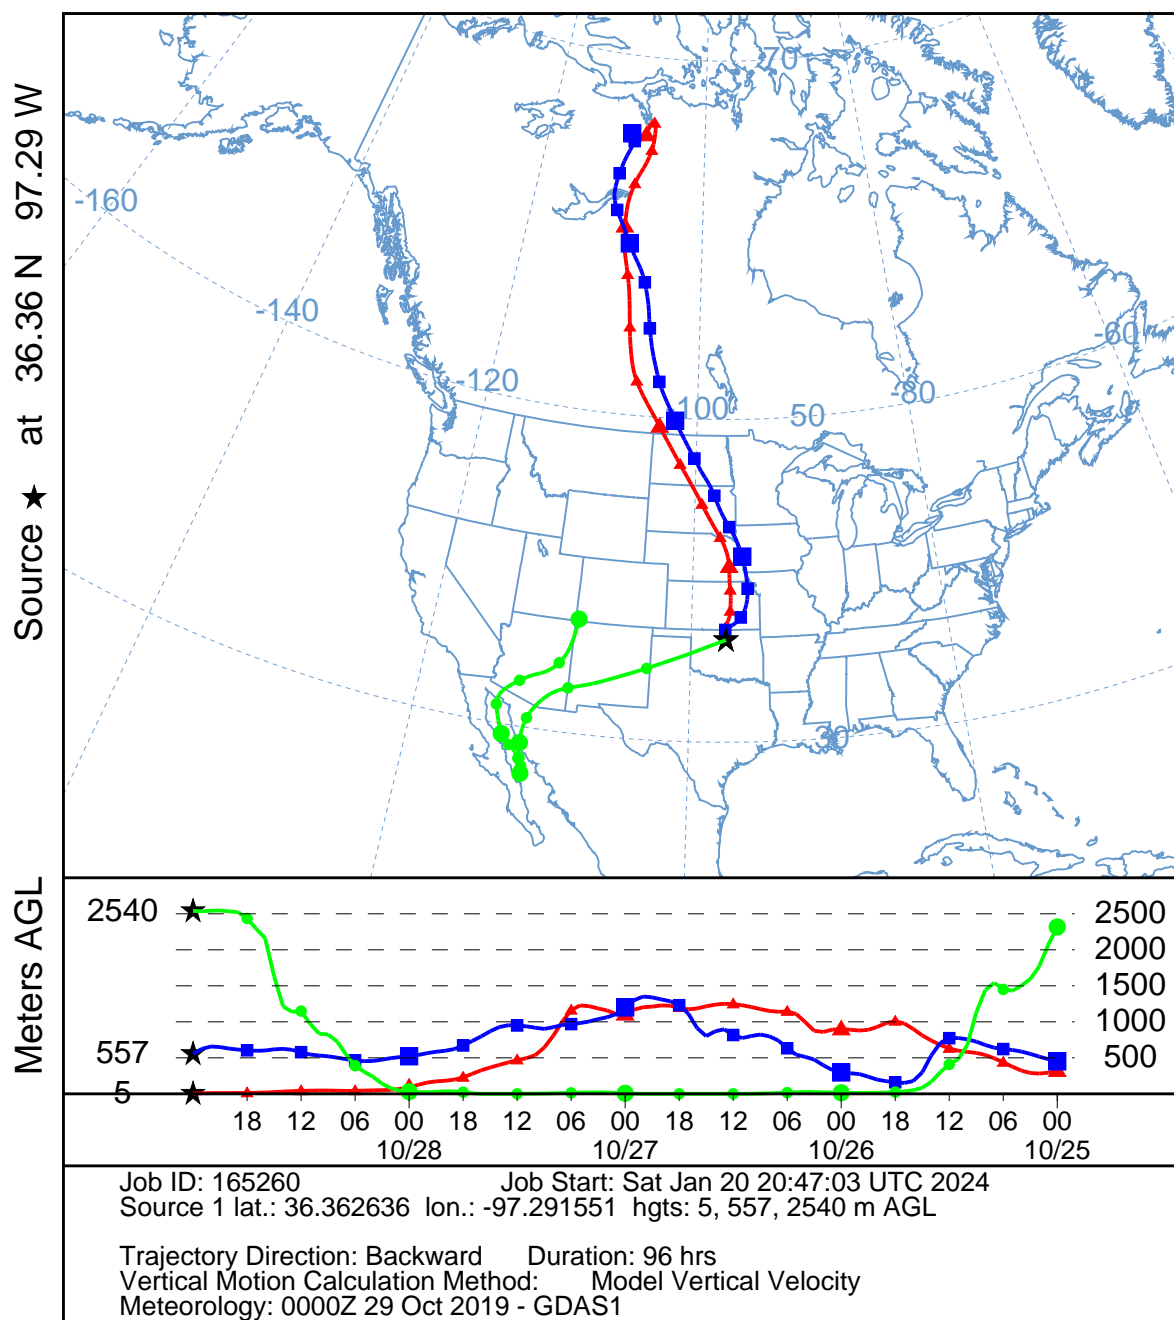 Source ★ at 36.36 N 97.29 W
70
-160
-140
-120
-60
-80
100
50
30
Meters AGL
2540
557
5
2500
2000
1500
1000
500
18 12 06 00 18 12 06 00 18 12 06 00 18 12 06 00
10/28 10/27 10/26 10/25
Job ID: 165260 Job Start: Sat Jan 20 20:47:03 UTC 2024
Source 1 lat.: 36.362636 lon.: -97.291551 hgts: 5, 557, 2540 m AGL
Trajectory Direction: Backward Duration: 96 hrs
Vertical Motion Calculation Method: Model Vertical Velocity
Meteorology: 0000Z 29 Oct 2019 - GDAS1